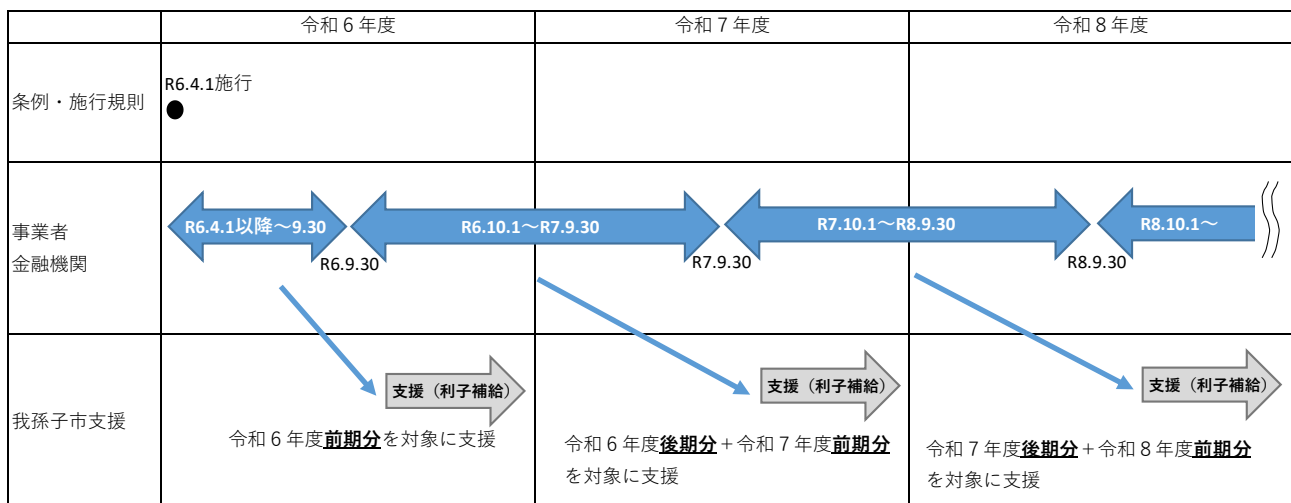 令和６年度
令和７年度
令和８年度
条例・施行規則
R6.4.1施行
事業者
金融機関
R6.4.1以降～9.30
R6.10.1～R7.9.30
R7.10.1～R8.9.30
R8.10.1～
R6.9.30
R7.9.30
R8.9.30
我孫子市支援
支援（利子補給）
令和６年度前期分を対象に支援
支援（利子補給）
令和６年度後期分＋令和７年度前期分
を対象に支援
支援（利子補給）
令和７年度後期分＋令和８年度前期分
を対象に支援